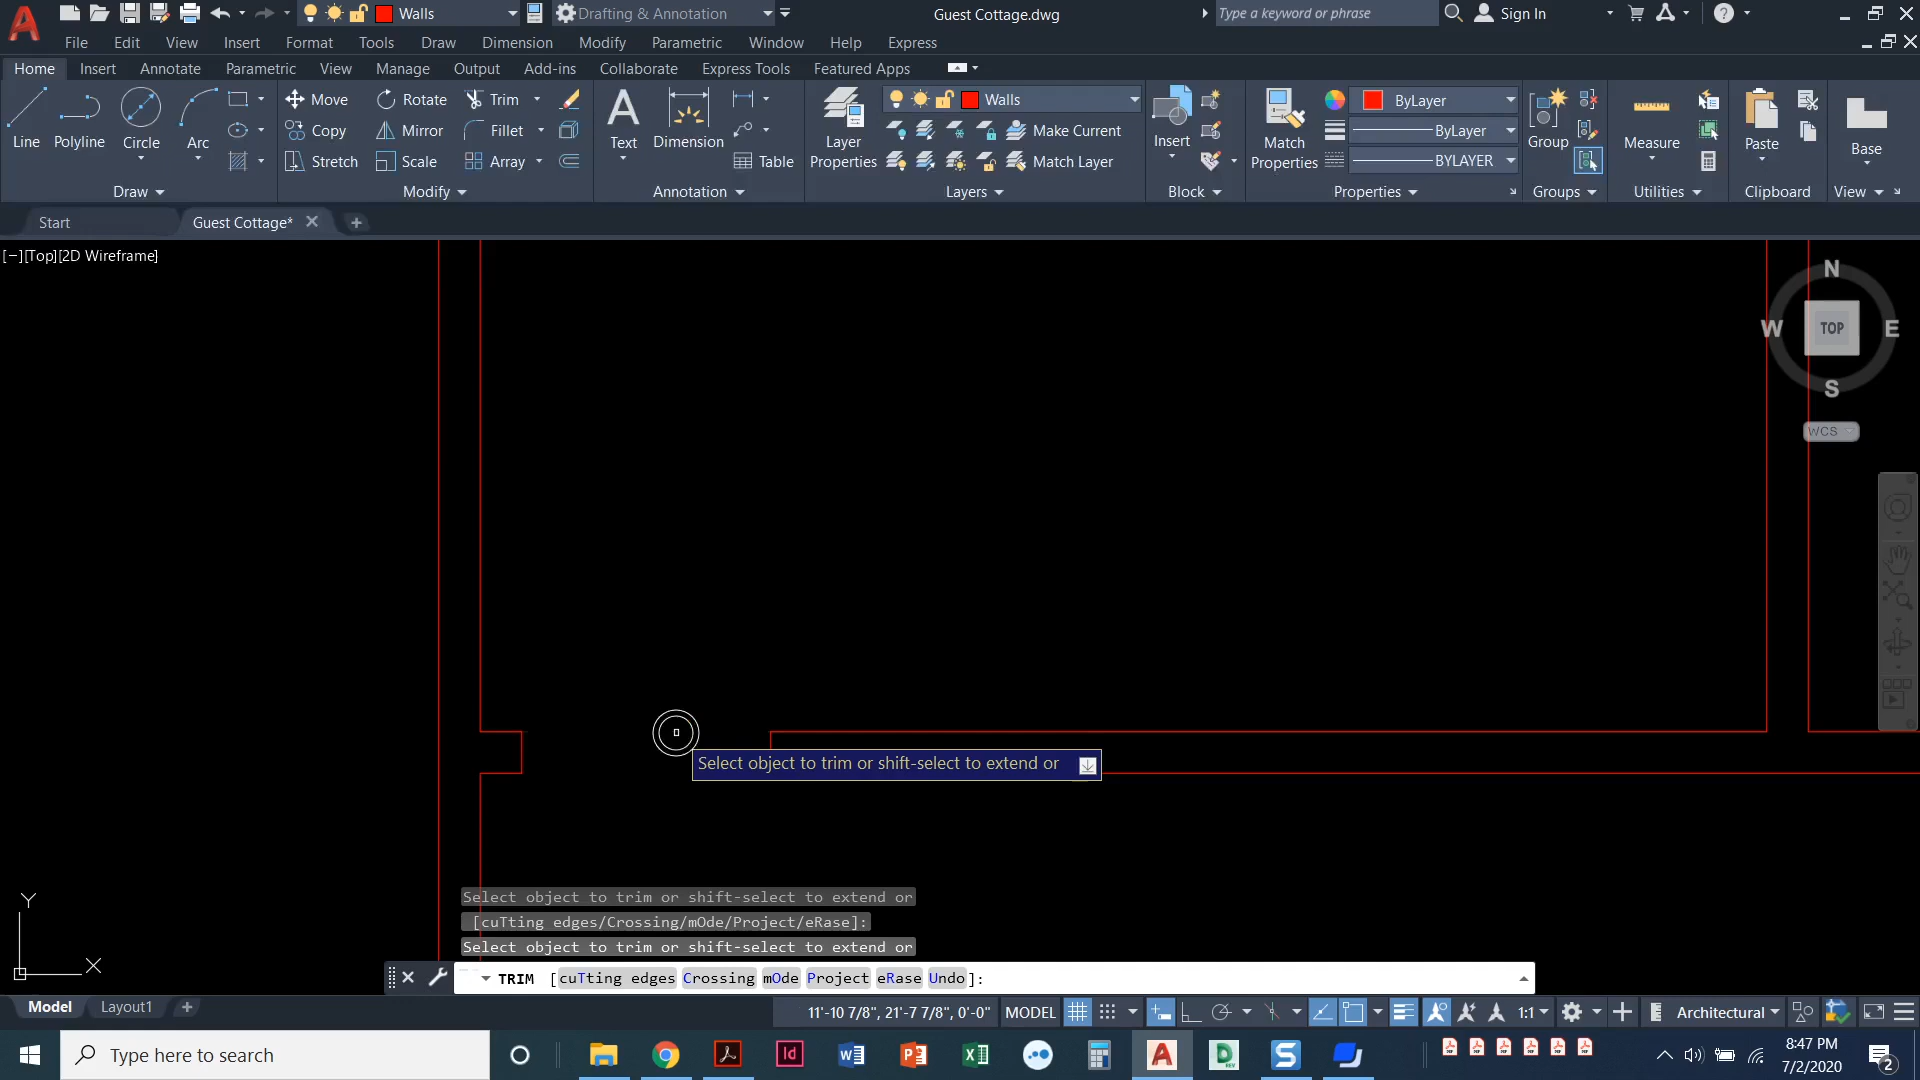 Walls
Drafting & Annotation
Guest Cottage.dwg
Type a keyword or phrase
Sign In
File Edit View Insert Format Tools Draw Dimension Modify Parametric Window Help Express
Home Insert Annotate Parametric View Manage Output Add-ins Collaborate Express Tools Featured Apps
Line
Polyline
Circle
Arc
Draw
Move
Rotate
Trim
Copy
Mirror
Fillet
Stretch
Scale
Array
Modify
Text
Dimension
Table
Annotation
Layer
Properties
Walls
Make Current
Match Layer
Layers
Insert
Block
Match
Properties
ByLayer
ByLayer
BYLAYER
Properties
Group
Groups
Measure
Utilities
Paste
Clipboard
Base
View
Start
Guest Cottage*
[−][Top][2D Wireframe]
N
W
TOP
E
S
WCS
Select object to trim or shift-select to extend or
Y
X
Select object to trim or shift-select to extend or
[cuTting edges/Crossing/mOde/Project/eRase]:
Select object to trim or shift-select to extend or
TRIM [cuTting edges Crossing mOde Project eRase Undo]:
Model
Layout1
11'-10 7/8", 21'-7 7/8", 0'-0"
MODEL
1:1
Architectural
Type here to search
8:47 PM
7/2/2020
2